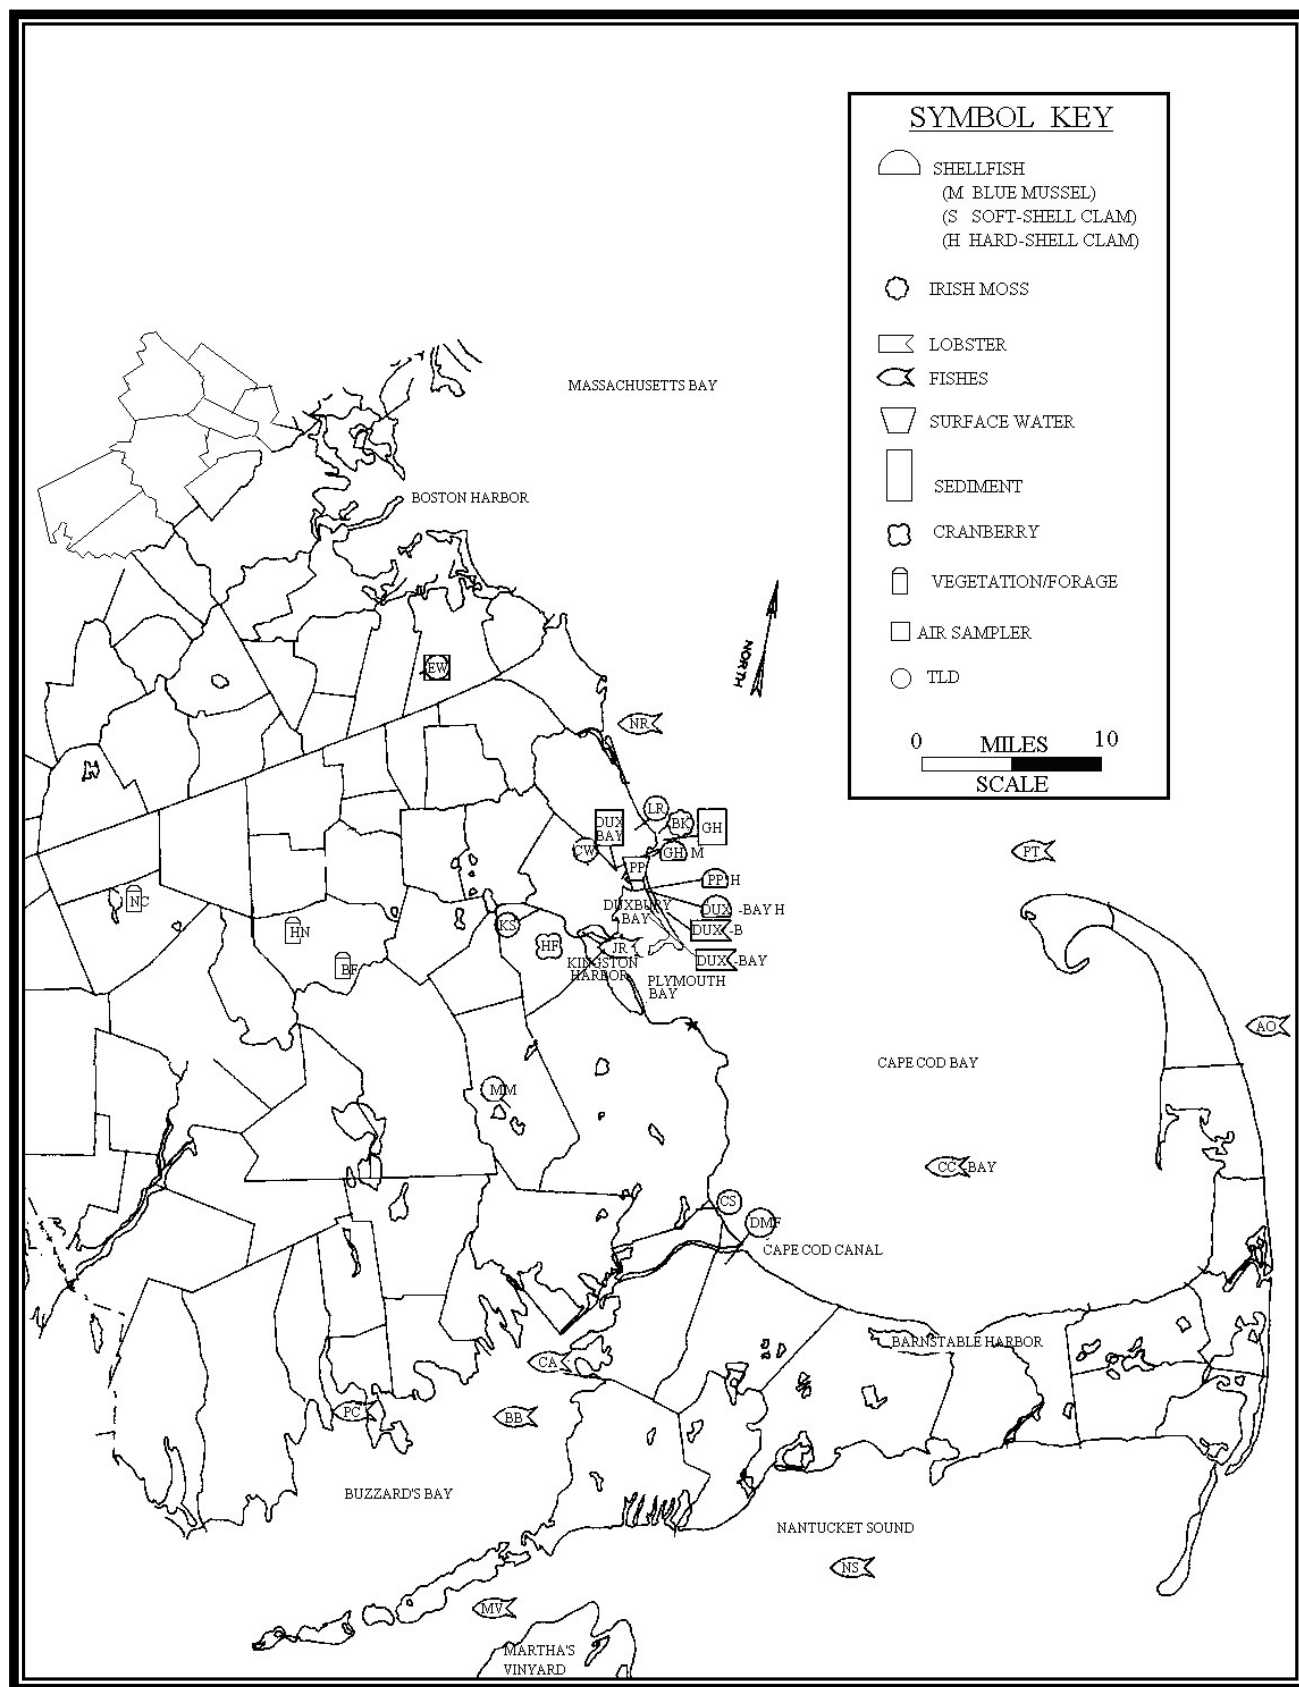 SYMBOL KEY
SHELLFISH
(M BLUE MUSSEL)
(S SOFT-SHELL CLAM)
(H HARD-SHELL CLAM)
IRISH MOSS
LOBSTER
FISHES
SURFACE WATER
SEDIMENT
CRANBERRY
VEGETATION/FORAGE
AIR SAMPLER
TLD
0 MILES 10
SCALE
MASSACHUSETTS BAY
BOSTON HARBOR
NORTH
EW
NR
LR
DUX
BAY
BK
GH
CW
GH M
PT
PP
PP H
NC
DUXBURY
BAY
DUX -BAY H
KS
HN
DUX -B
HF
JR
BF
KINGSTON
HARBOR
DUX -BAY
PLYMOUTH
BAY
AO
CAPE COD BAY
MM
CC -BAY
CS
DMF
CAPE COD CANAL
BARNSTABLE HARBOR
CA
PC
BB
BUZZARD'S BAY
NANTUCKET SOUND
NS
MV
MARTHA'S
VINYARD